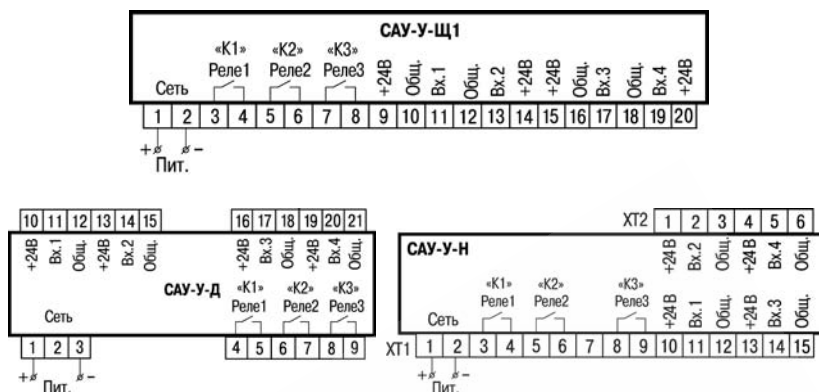 САУ-У-Щ1
«К1» «К2» «К3»
Реле1 Реле2 Реле3
Сеть +24В Общ. Вх.1 Общ. Вх.2 +24В +24В Общ. Вх.3 Общ. Вх.4 +24В
1 2 3 4 5 6 7 8 9 10 11 12 13 14 15 16 17 18 19 20
+ –
Пит.
10 11 12 13 14 15 16 17 18 19 20 21
+24В Вх.1 Общ. +24В Вх.2 Общ. +24В Вх.3 Общ. +24В Вх.4 Общ.
САУ-У-Д
«К1» «К2» «К3»
Реле1 Реле2 Реле3
Сеть
1 2 3 4 5 6 7 8 9
+ –
Пит.
XT2 1 2 3 4 5 6
+24В Вх.2 Общ. +24В Вх.4 Общ.
САУ-У-Н
«К1» «К2» «К3»
Реле1 Реле2 Реле3
Сеть +24В Вх.1 Общ. +24В Вх.3 Общ.
XT1 1 2 3 4 5 6 7 8 9 10 11 12 13 14 15
+ –
Пит.